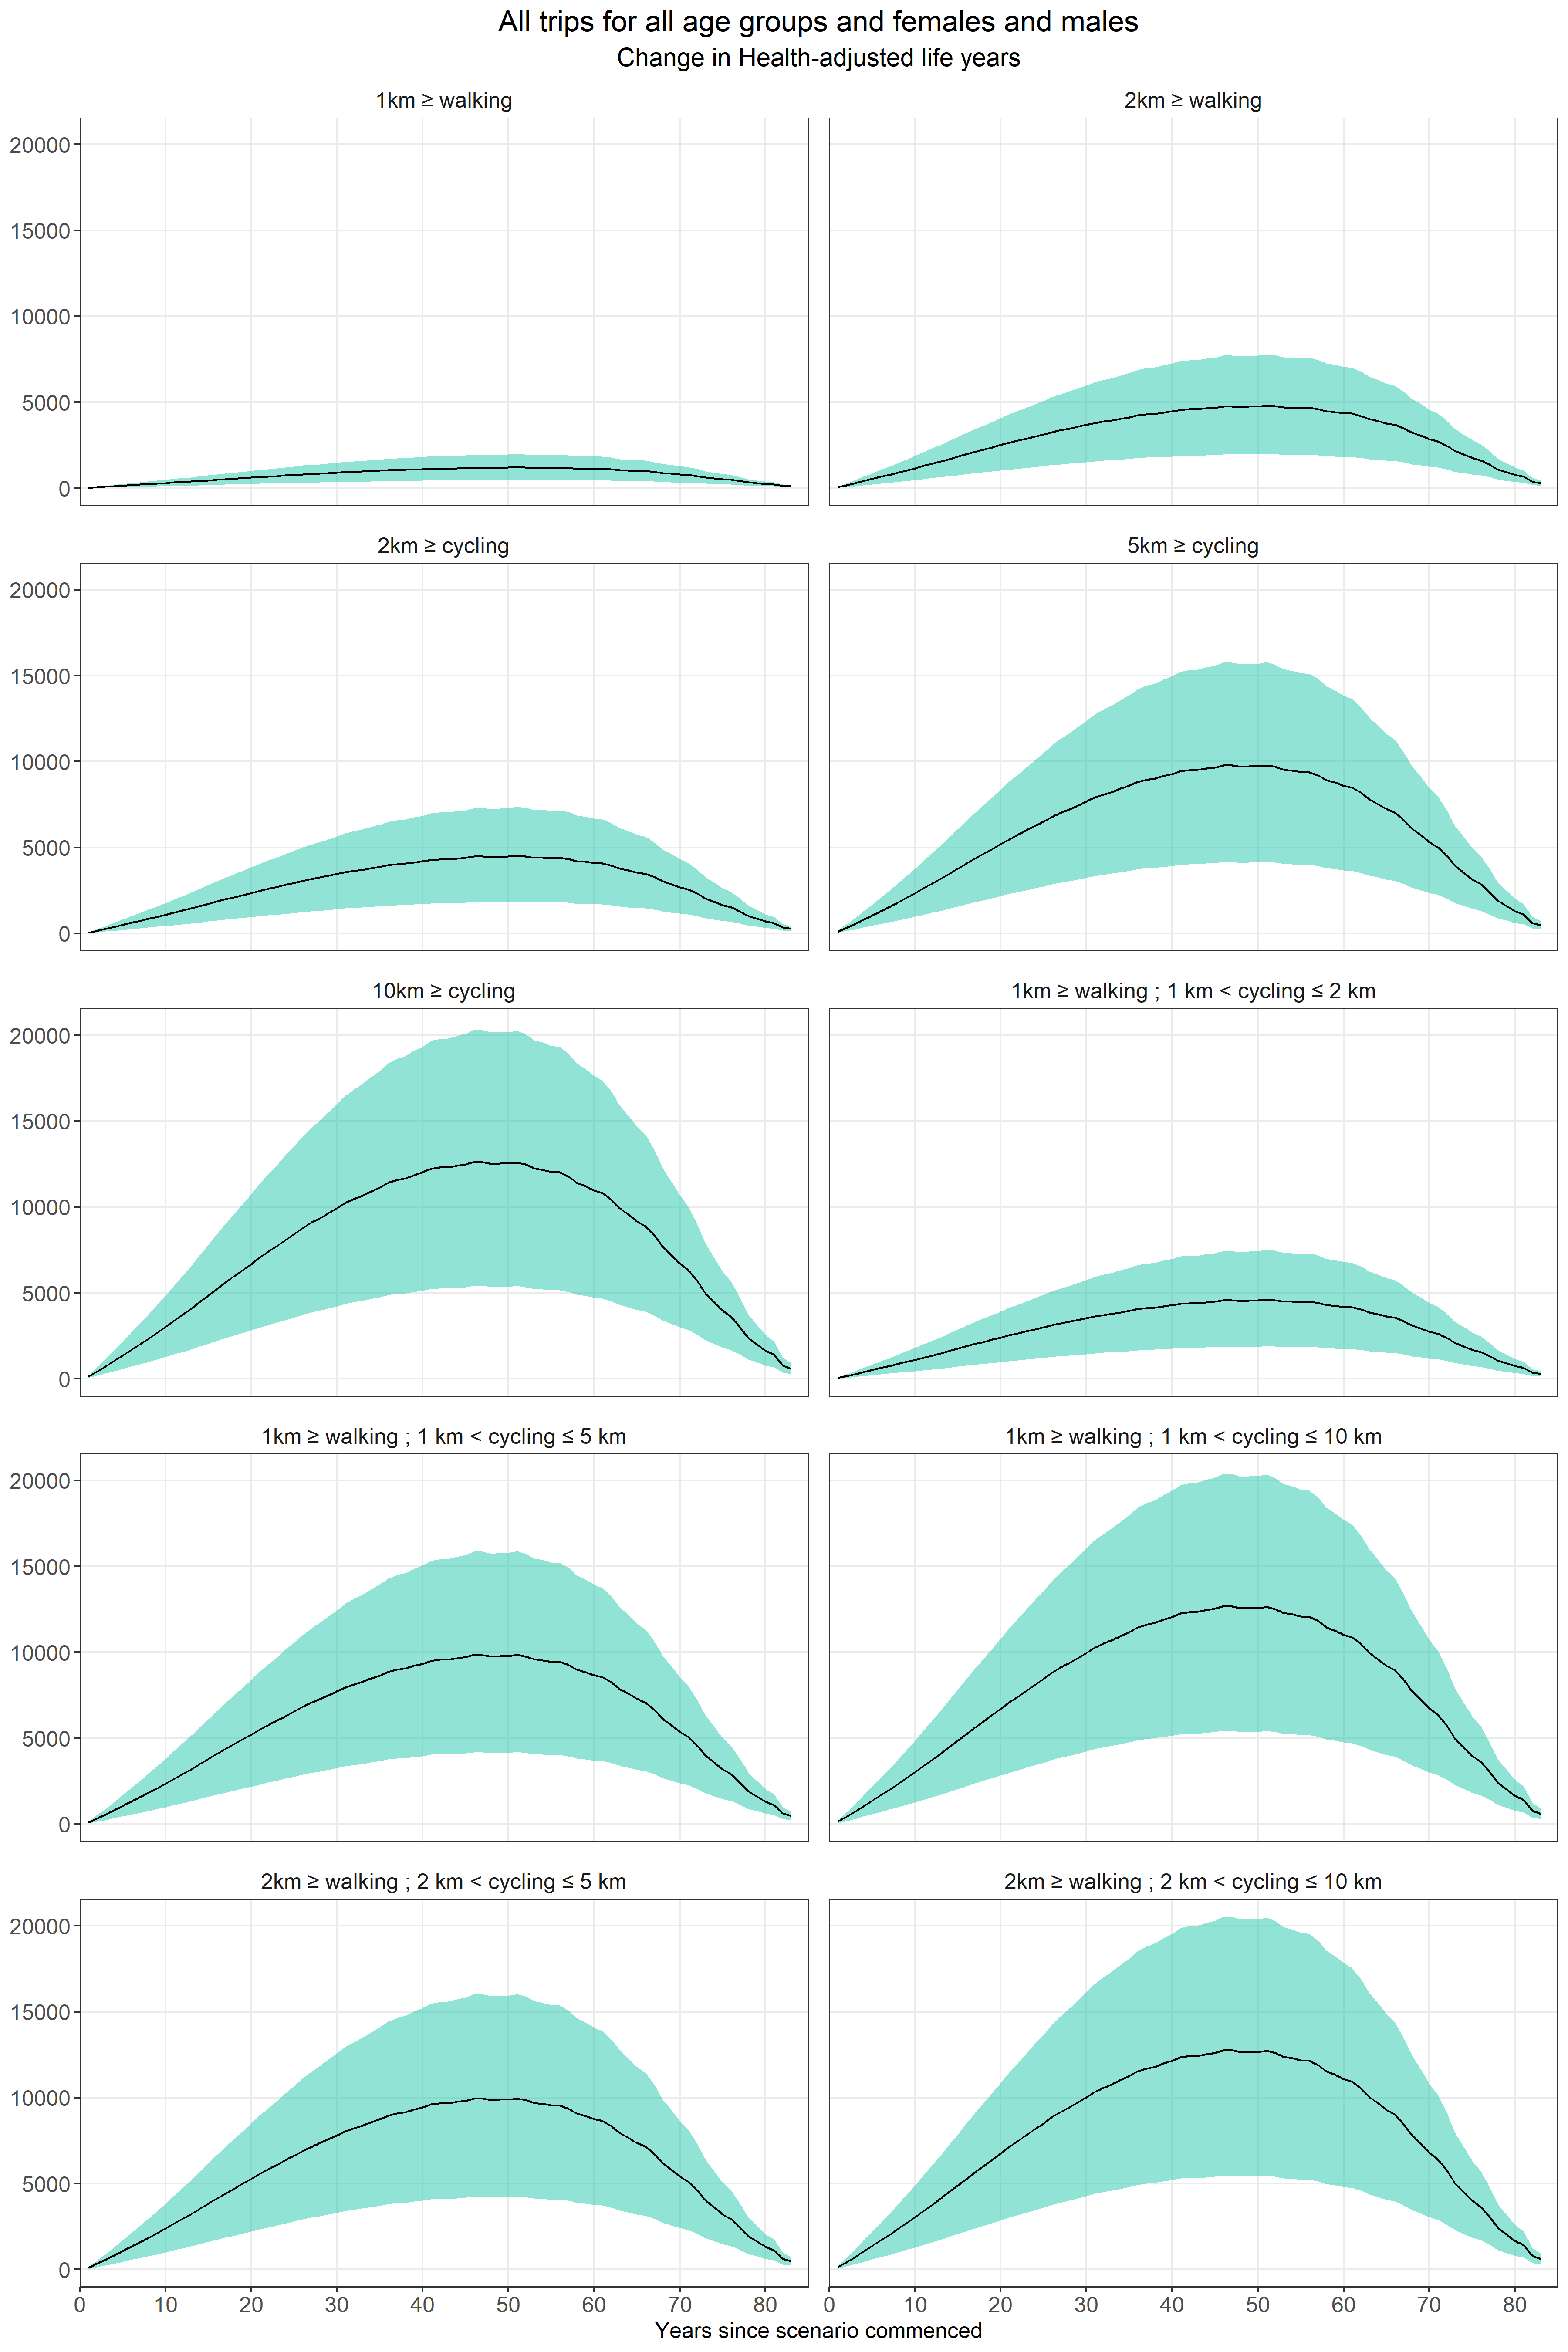 All trips for all age groups and females and males
Change in Health-adjusted life years
1km ≥ walking
2km ≥ walking
20000
15000
10000
5000
0
2km ≥ cycling
5km ≥ cycling
20000
15000
10000
5000
0
10km ≥ cycling
1km ≥ walking ; 1 km < cycling ≤ 2 km
20000
15000
10000
5000
0
1km ≥ walking ; 1 km < cycling ≤ 5 km
1km ≥ walking ; 1 km < cycling ≤ 10 km
20000
15000
10000
5000
0
2km ≥ walking ; 2 km < cycling ≤ 5 km
2km ≥ walking ; 2 km < cycling ≤ 10 km
20000
15000
10000
5000
0
0 10 20 30 40 50 60 70 80
0 10 20 30 40 50 60 70 80
Years since scenario commenced